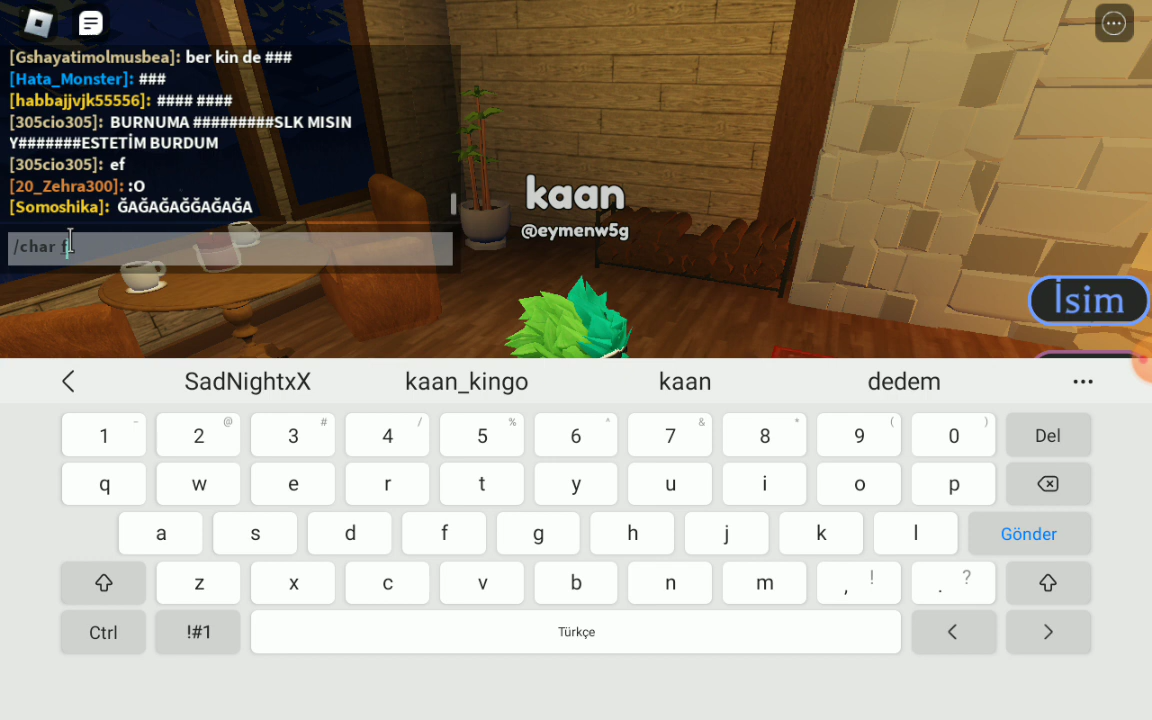 [Gshayatimolmusbea]: ber kin de ###
[Hata_Monster]: ###
[habbajjvjk55556]: #### ####
[305cio305]: BURNUMA #########SLK MISIN
Y#######ESTETİM BURDUM
[305cio305]: ef
[20_Zehra300]: :O
[Somoshika]: ĞAĞAĞAĞĞAĞAĞA
/char f
kaan
@eymenw5g
İsim
SadNightxX kaan_kingo kaan dedem ...
1 - 2 @ 3 # 4 / 5 % 6 ^ 7 & 8 * 9 ( 0 ) Del
q w e r t y u i o p
a s d f g h j k l Gönder
z x c v b n m , ! . ?
Ctrl !#1 Türkçe < >